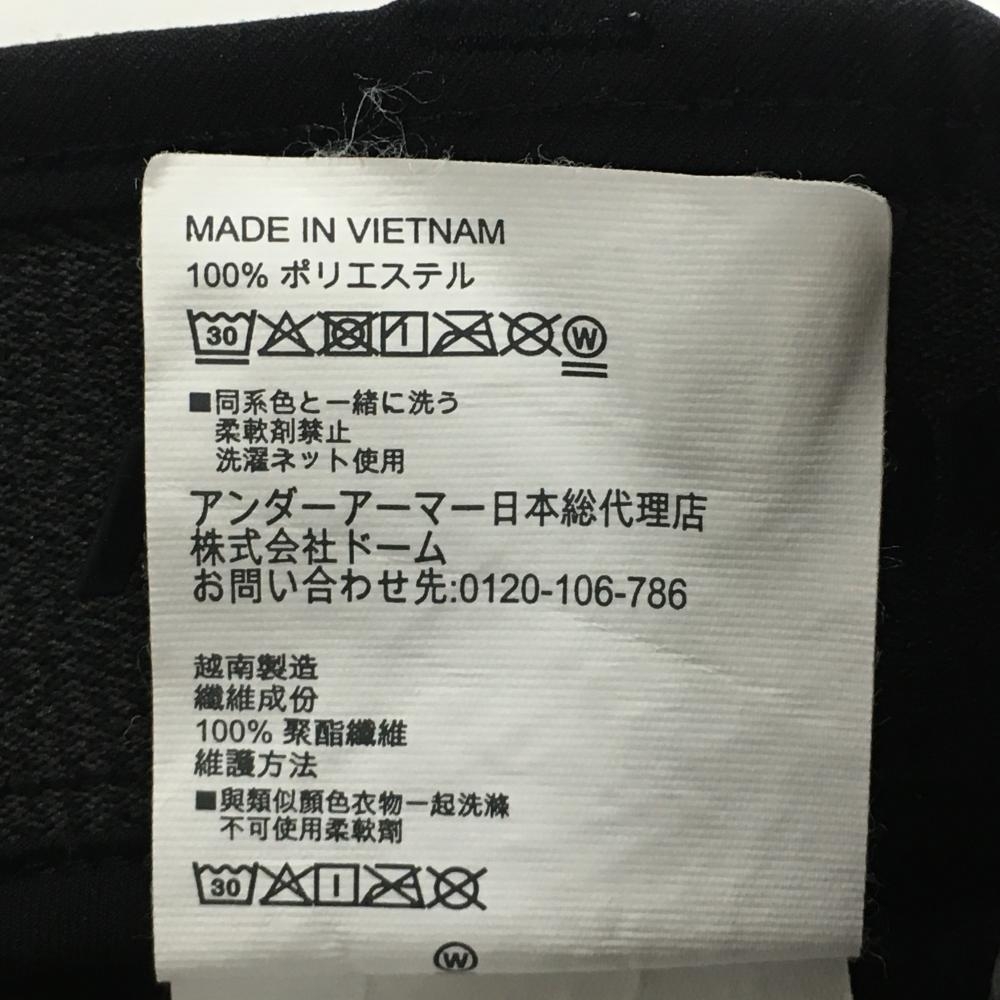 MADE IN VIETNAM
100% ポリエステル
30 W
■同系色と一緒に洗う
柔軟剤禁止
洗濯ネット使用
アンダーアーマー日本総代理店
株式会社ドーム
お問い合わせ先:0120-106-786
越南製造
纖維成份
100% 聚酯纖維
維護方法
■與類似顏色衣物一起洗滌
不可使用柔軟劑
30
W